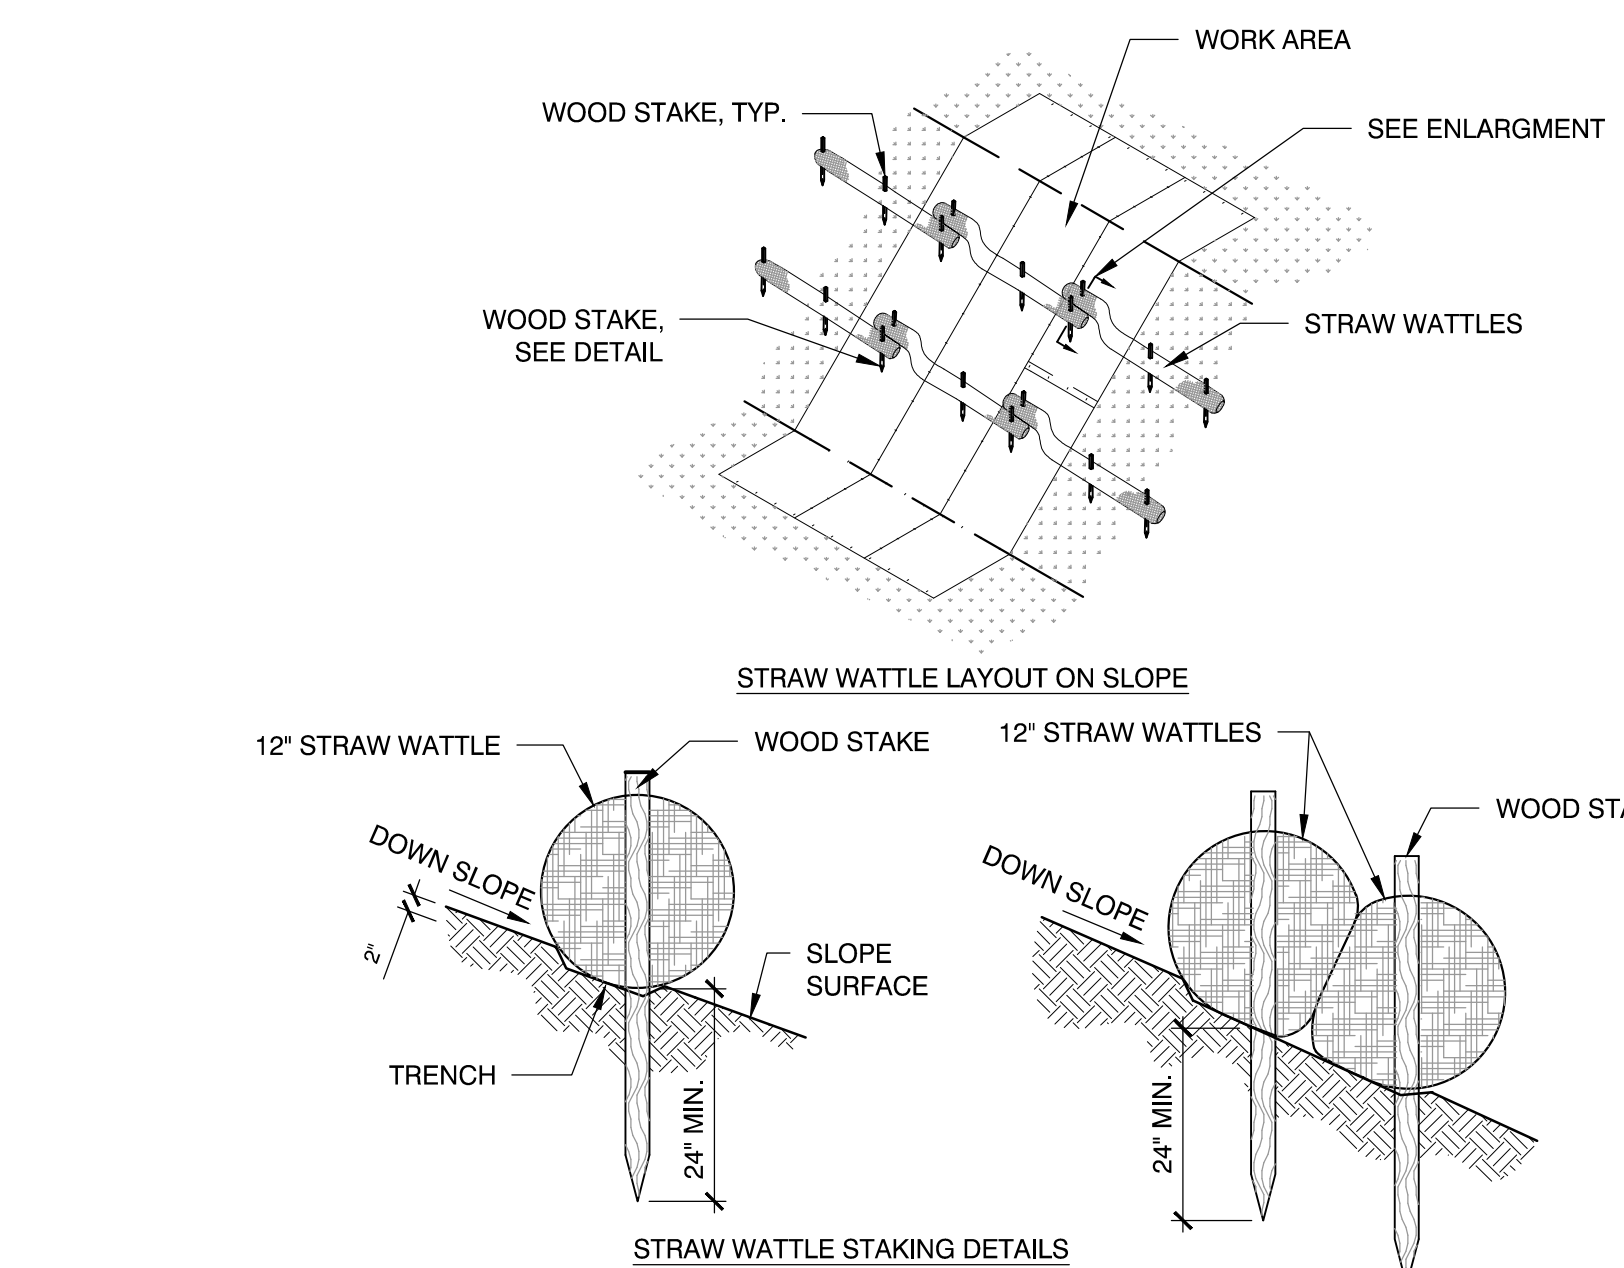 WORK AREA
WOOD STAKE, TYP.
SEE ENLARGMENT
WOOD STAKE,
SEE DETAIL
STRAW WATTLES
STRAW WATTLE LAYOUT ON SLOPE
12" STRAW WATTLE
WOOD STAKE
DOWN SLOPE
2"
SLOPE
SURFACE
TRENCH
24" MIN.
12" STRAW WATTLES
WOOD
DOWN SLOPE
24" MIN.
STRAW WATTLE STAKING DETAILS